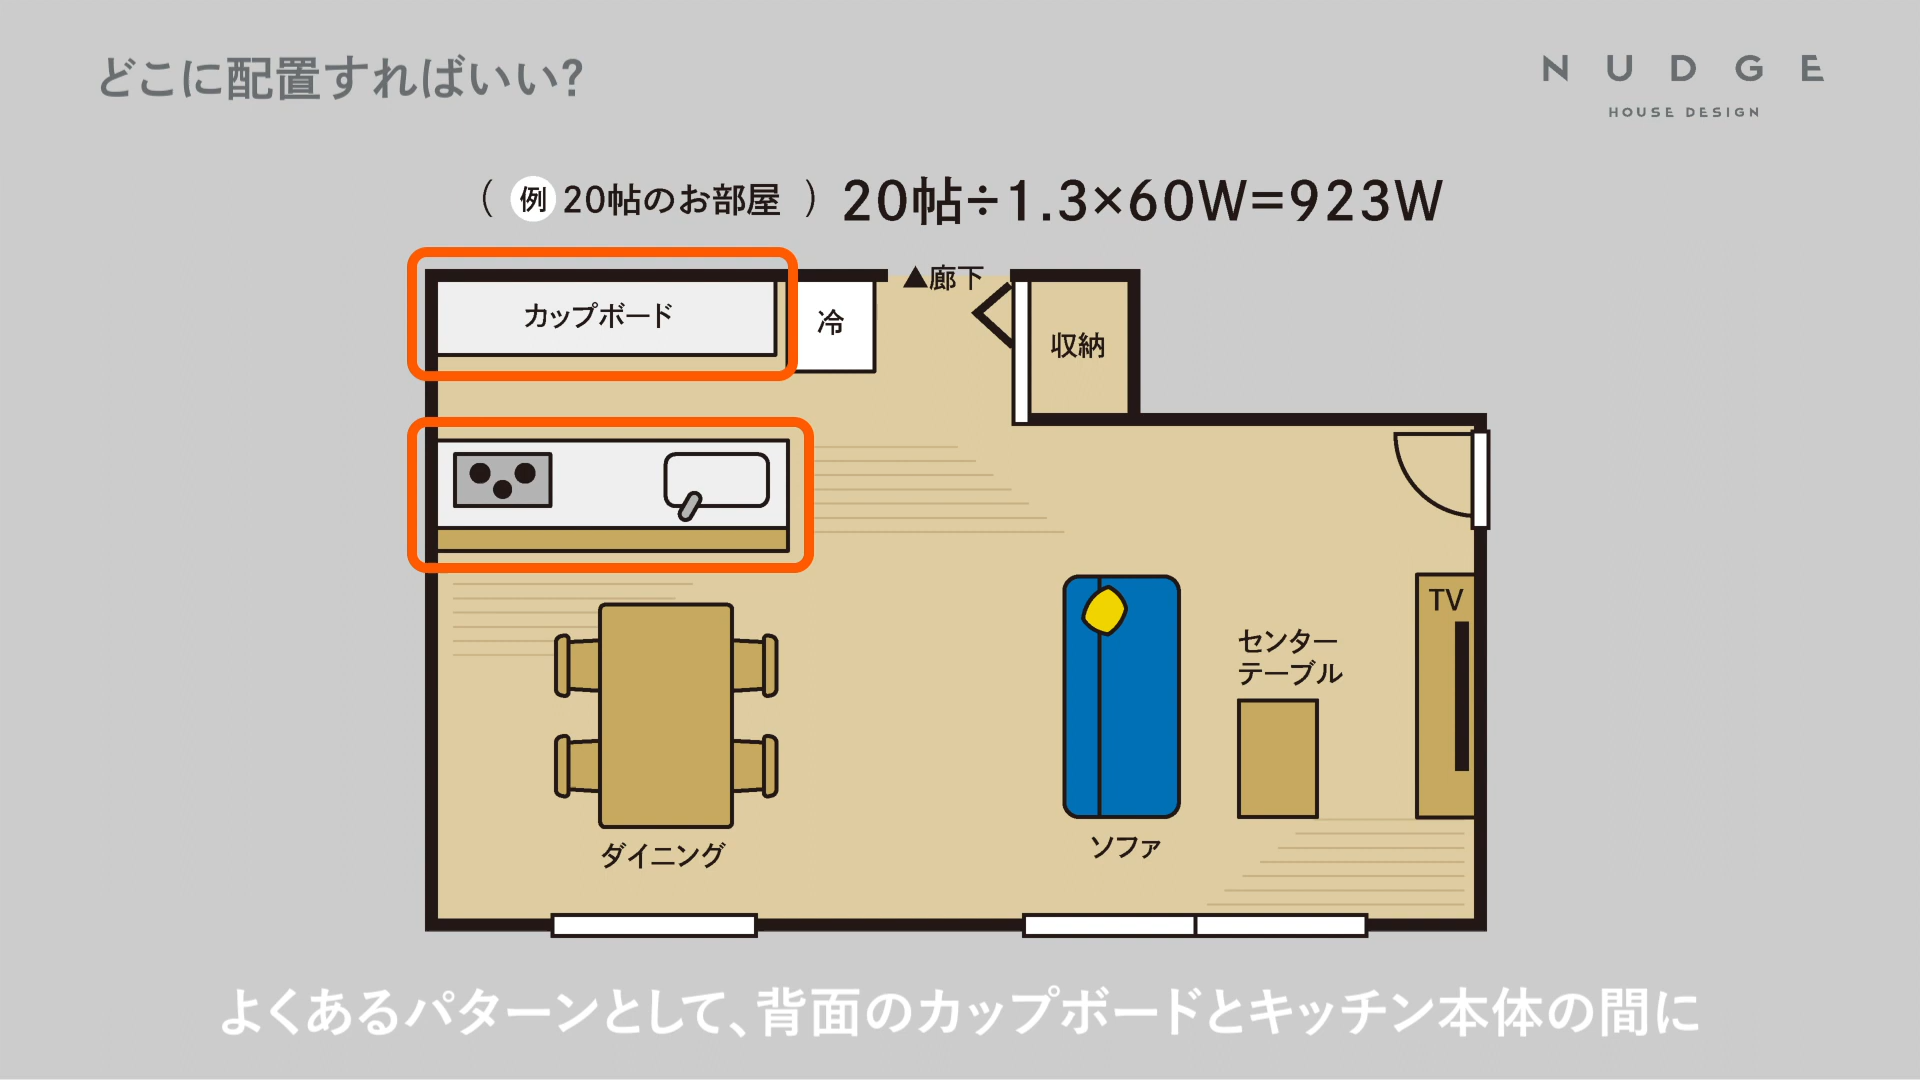 どこに配置すればいい?
NUDGE
HOUSE DESIGN
(例 20帖のお部屋) 20帖÷1.3×60W=923W
▲廊下
カップボード
冷
収納
TV
センター
テーブル
ソファ
ダイニング
よくあるパターンとして、背面のカップボードとキッチン本体の間に